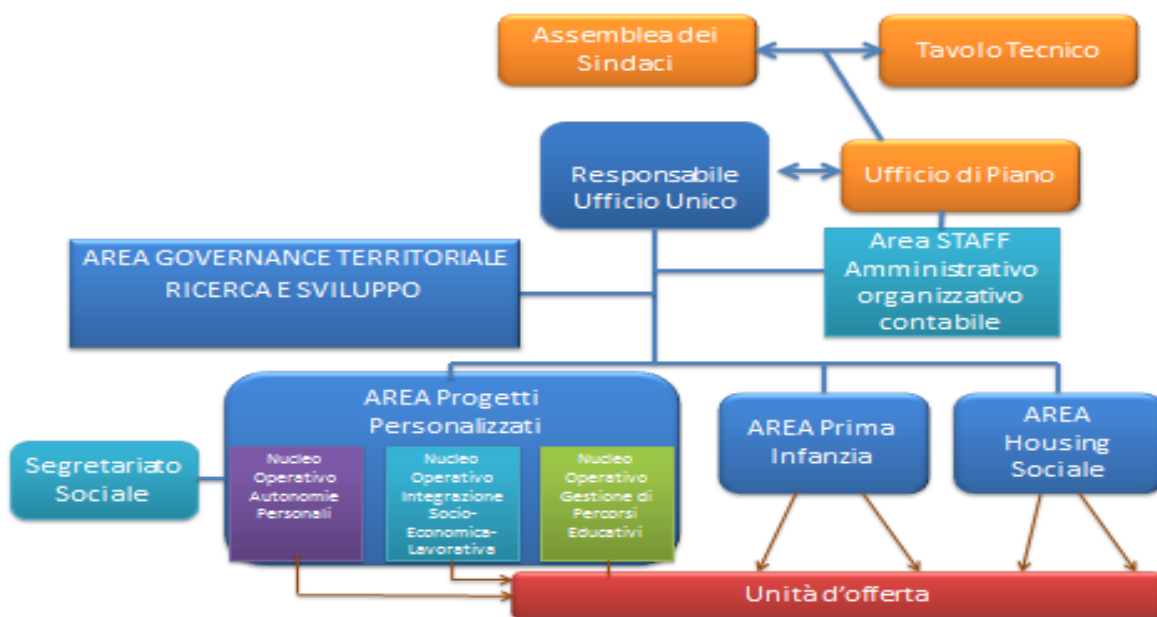 Assemblea dei
Sindaci
Tavolo Tecnico
Responsabile
Ufficio Unico
Ufficio di Piano
AREA GOVERNANCE TERRITORIALE
RICERCA E SVILUPPO
Area STAFF
Amministrativo
organizzativo
contabile
AREA Progetti
Personalizzati
AREA Prima
Infanzia
AREA
Housing
Sociale
Segretariato
Sociale
Nucleo
Operativo
Autonomie
Personali
Nucleo
Operativo
Integrazione
Socio-
Economica-
Lavorativa
Nucleo
Operativo
Gestione di
Percorsi
Educativi
Unità d’offerta